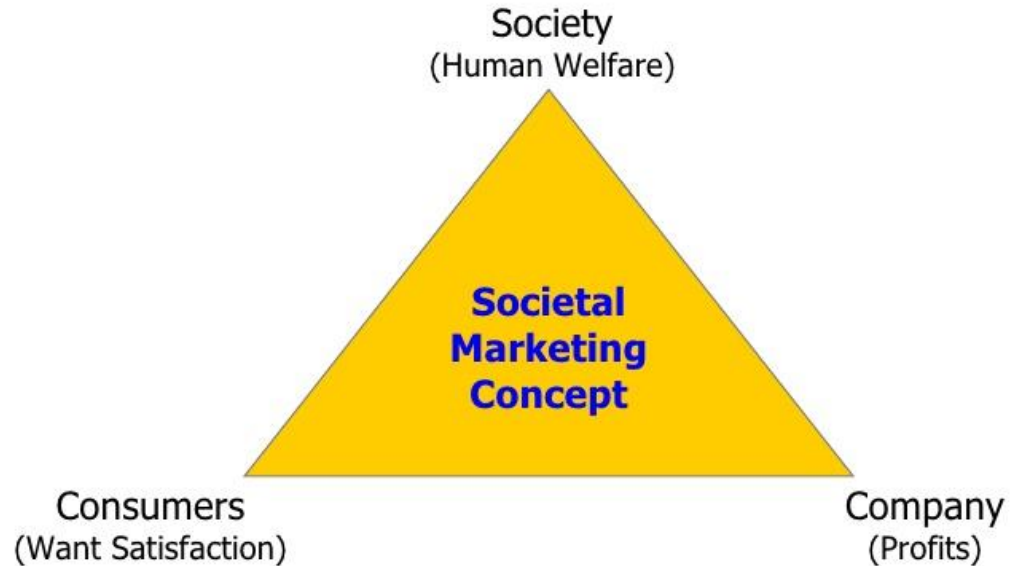 Society
(Human Welfare)
Societal
Marketing
Concept
Consumers
(Want Satisfaction)
Company
(Profits)